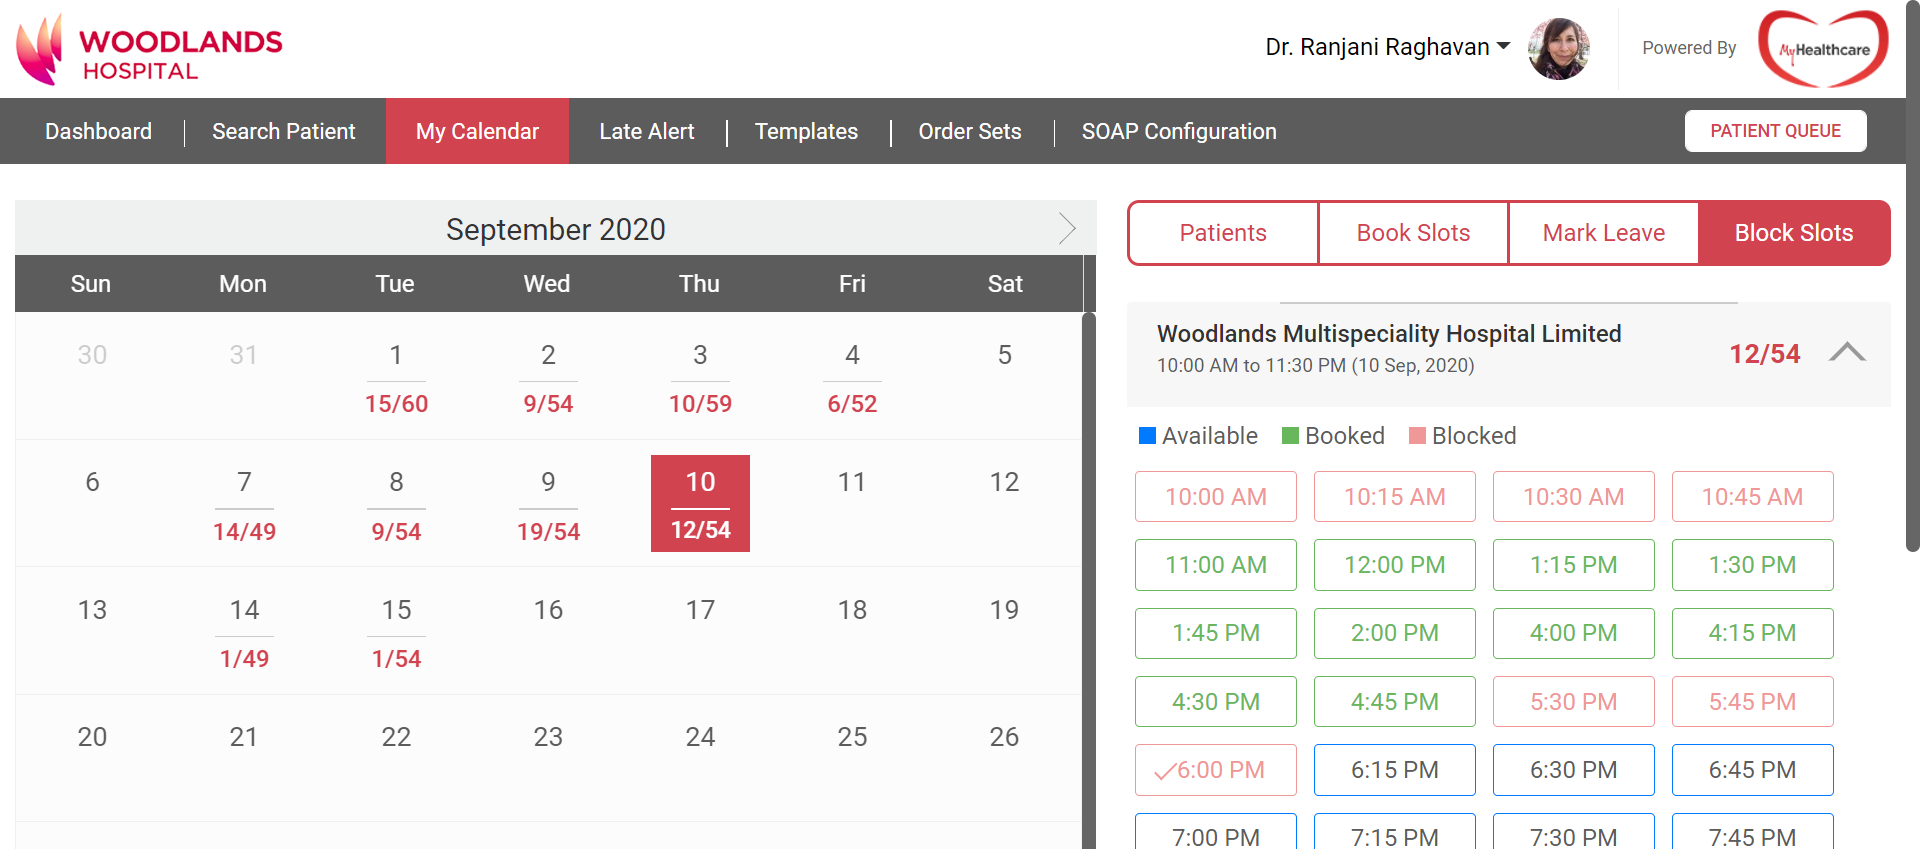 WOODLANDS
HOSPITAL
Dr. Ranjani Raghavan
Powered By
MyHealthcare
Dashboard
Search Patient
My Calendar
Late Alert
Templates
Order Sets
SOAP Configuration
PATIENT QUEUE
September 2020
Sun Mon Tue Wed Thu Fri Sat
30 31 1 2 3 4 5
15/60 9/54 10/59 6/52
6 7 8 9 10 11 12
14/49 9/54 19/54 12/54
13 14 15 16 17 18 19
1/49 1/54
20 21 22 23 24 25 26
Patients Book Slots Mark Leave Block Slots
Woodlands Multispeciality Hospital Limited
10:00 AM to 11:30 PM (10 Sep, 2020)
12/54
Available Booked Blocked
10:00 AM 10:15 AM 10:30 AM 10:45 AM
11:00 AM 12:00 PM 1:15 PM 1:30 PM
1:45 PM 2:00 PM 4:00 PM 4:15 PM
4:30 PM 4:45 PM 5:30 PM 5:45 PM
6:00 PM 6:15 PM 6:30 PM 6:45 PM
7:00 PM 7:15 PM 7:30 PM 7:45 PM